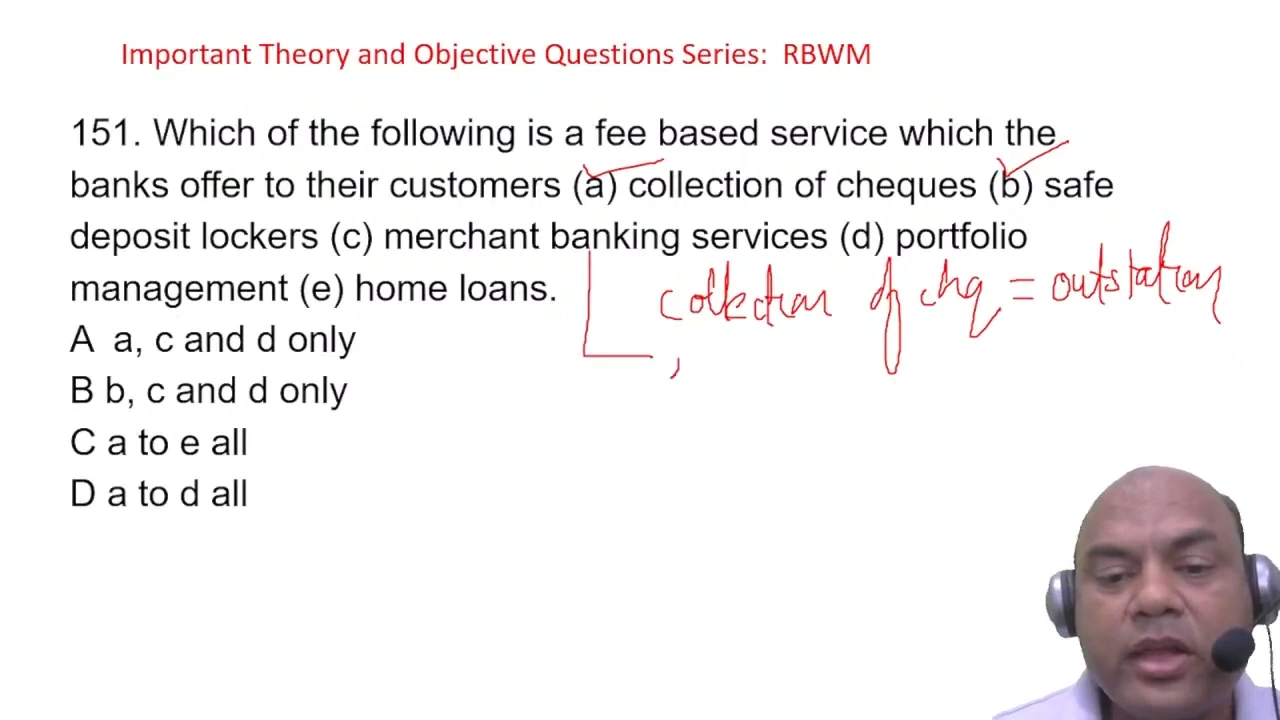 Important Theory and Objective Questions Series: RBWM
151. Which of the following is a fee based service which the
banks offer to their customers (a) collection of cheques (b) safe
deposit lockers (c) merchant banking services (d) portfolio
management (e) home loans.
collection of chq = outstation
A a, c and d only
B b, c and d only
C a to e all
D a to d all